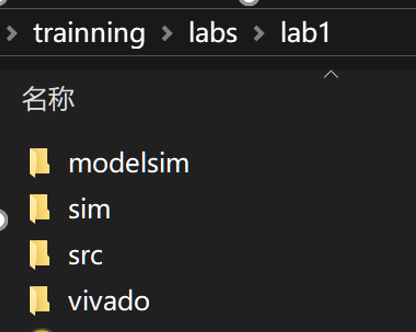 trainning labs lab1
名称
modelsim
sim
src
vivado